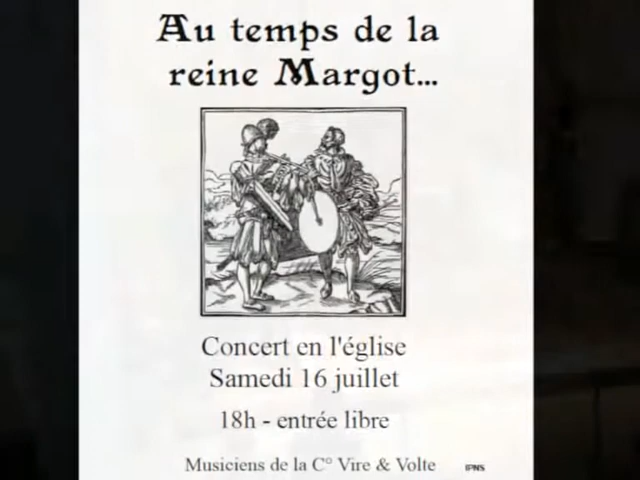 Au temps de la
reine Margot...
Concert en l'église
Samedi 16 juillet
18h - entrée libre
Musiciens de la C° Vire & Volte
IPNS